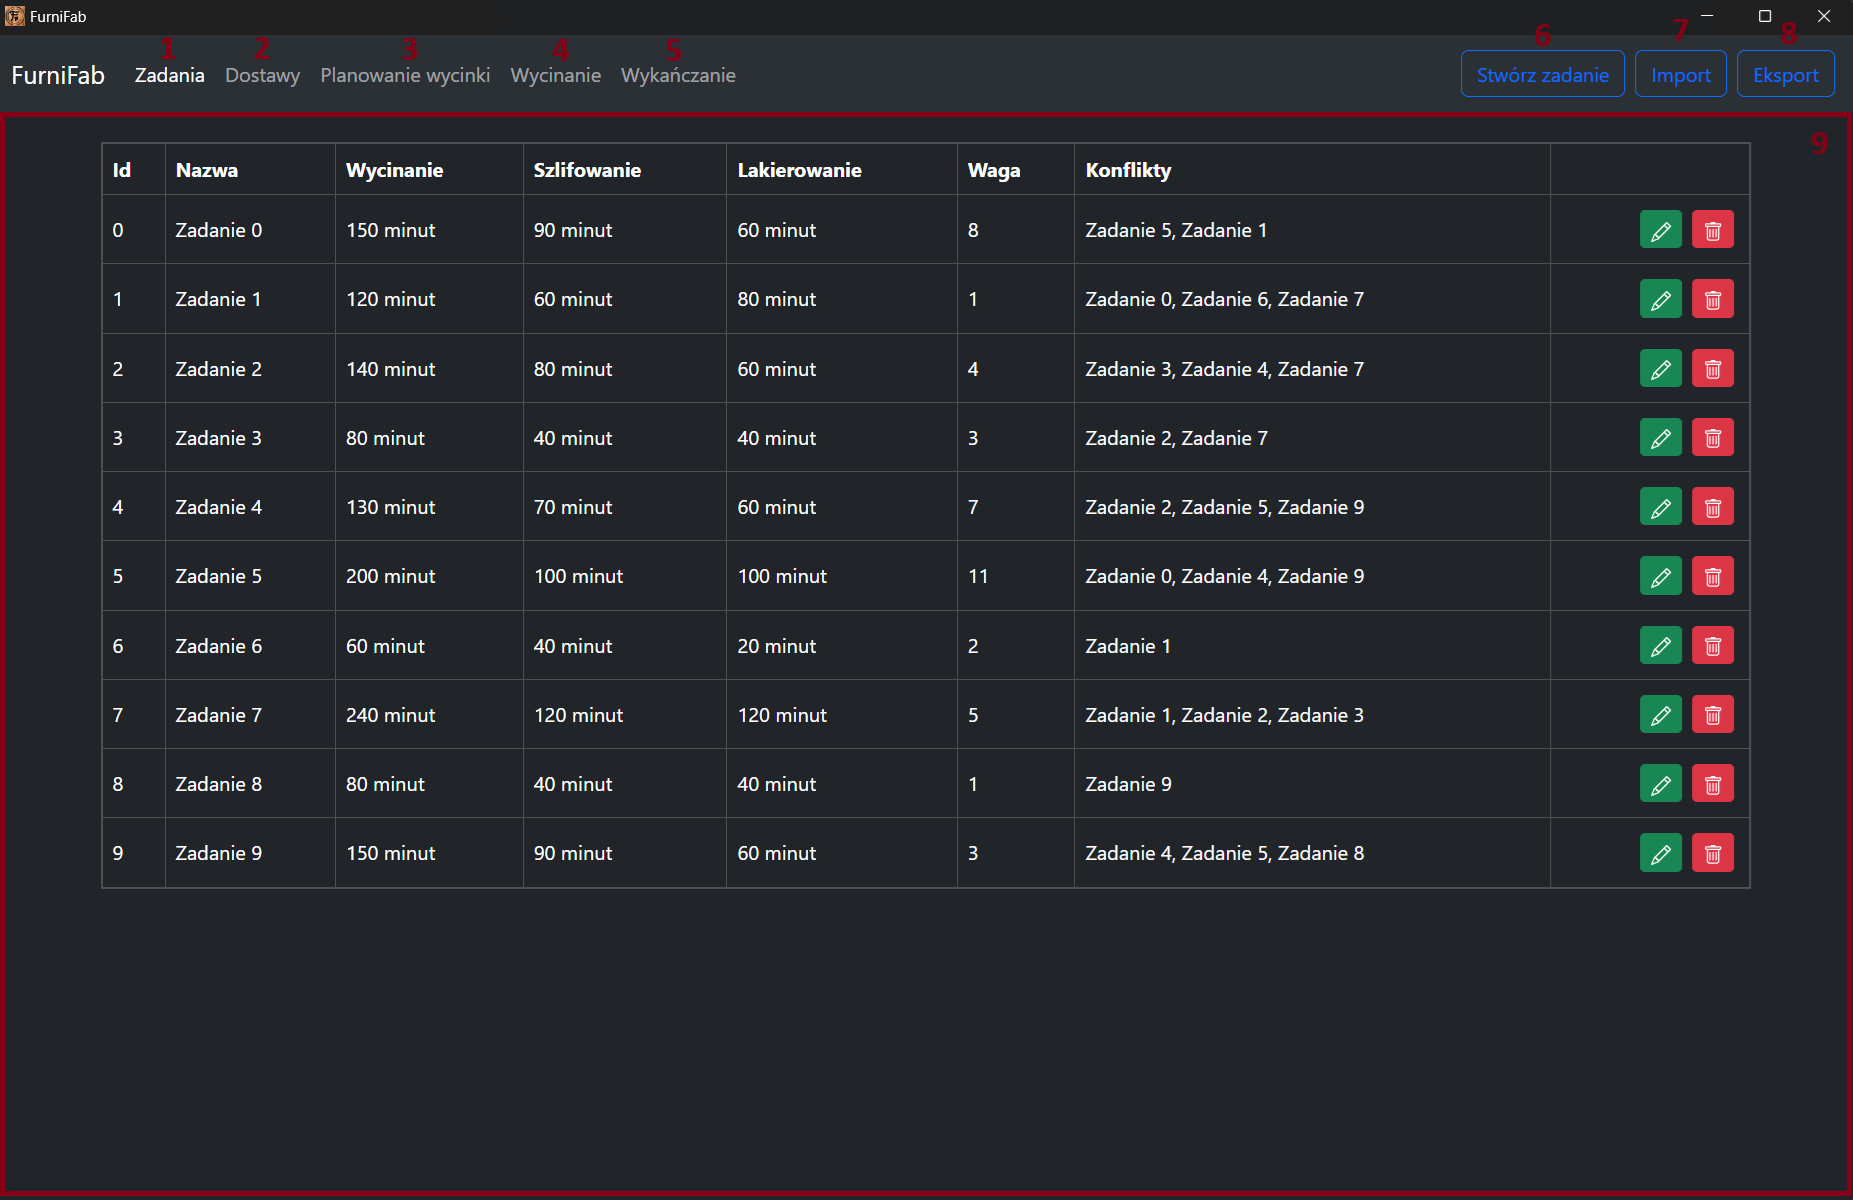 FurniFab
1 2 3 4 5 6 7 8
FurniFab Zadania Dostawy Planowanie wycinki Wycinanie Wykańczanie Stwórz zadanie Import Eksport
9
Id Nazwa Wycinanie Szlifowanie Lakierowanie Waga Konflikty
0 Zadanie 0 150 minut 90 minut 60 minut 8 Zadanie 5, Zadanie 1
1 Zadanie 1 120 minut 60 minut 80 minut 1 Zadanie 0, Zadanie 6, Zadanie 7
2 Zadanie 2 140 minut 80 minut 60 minut 4 Zadanie 3, Zadanie 4, Zadanie 7
3 Zadanie 3 80 minut 40 minut 40 minut 3 Zadanie 2, Zadanie 7
4 Zadanie 4 130 minut 70 minut 60 minut 7 Zadanie 2, Zadanie 5, Zadanie 9
5 Zadanie 5 200 minut 100 minut 100 minut 11 Zadanie 0, Zadanie 4, Zadanie 9
6 Zadanie 6 60 minut 40 minut 20 minut 2 Zadanie 1
7 Zadanie 7 240 minut 120 minut 120 minut 5 Zadanie 1, Zadanie 2, Zadanie 3
8 Zadanie 8 80 minut 40 minut 40 minut 1 Zadanie 9
9 Zadanie 9 150 minut 90 minut 60 minut 3 Zadanie 4, Zadanie 5, Zadanie 8